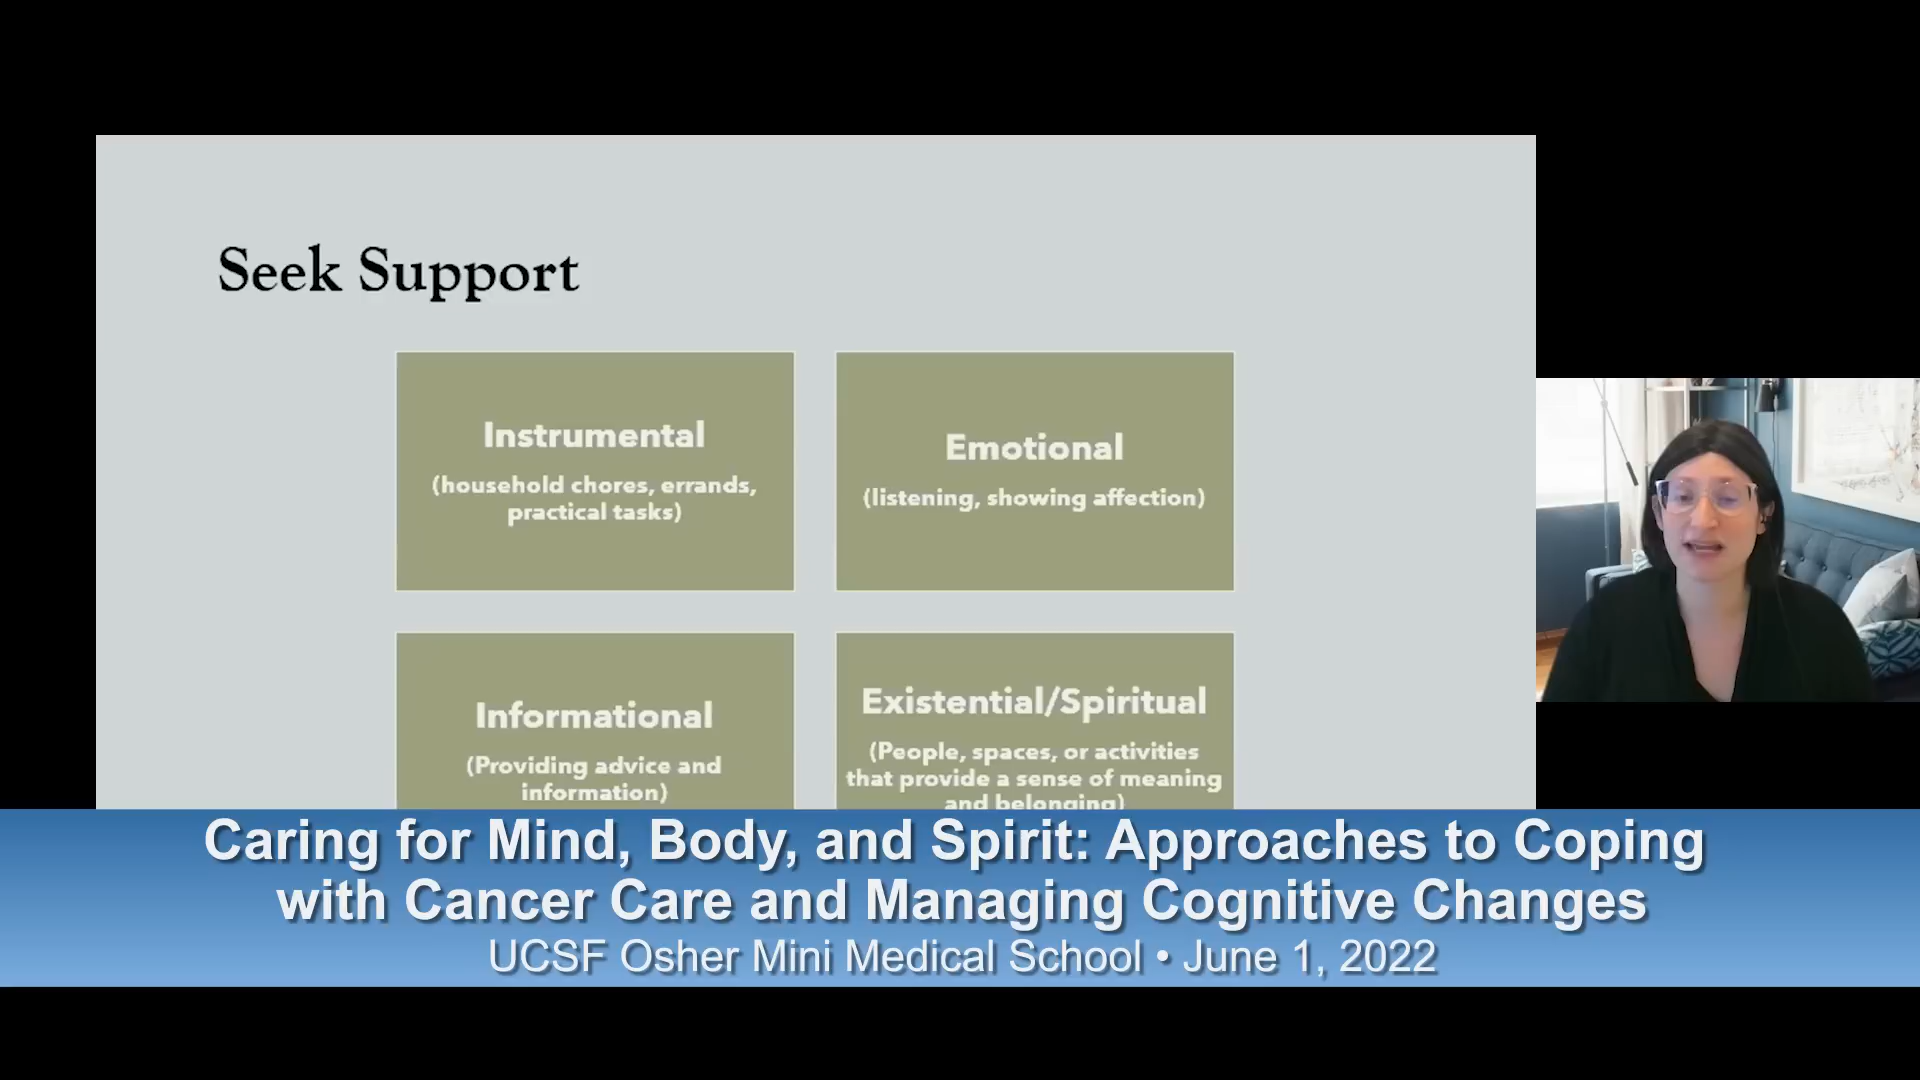 Seek Support
Instrumental
(household chores, errands,
practical tasks)
Emotional
(listening, showing affection)
Informational
(Providing advice and
information)
Existential/Spiritual
(People, spaces, or activities
that provide a sense of meaning
and belonging)
Caring for Mind, Body, and Spirit: Approaches to Coping
with Cancer Care and Managing Cognitive Changes
UCSF Osher Mini Medical School • June 1, 2022